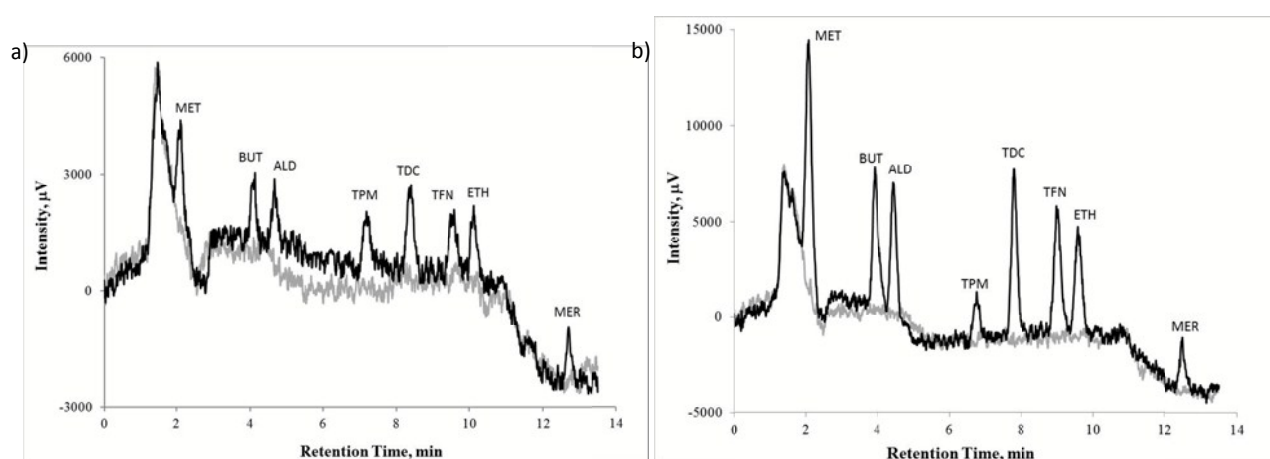 a)
6000
3000
0
-3000
Intensity, µV
MET
BUT
ALD
TPM
TDC
TFN
ETH
MER
0 2 4 6 8 10 12 14
Retention Time, min
b)
15000
10000
5000
0
-5000
Intensity, µV
MET
BUT
ALD
TPM
TDC
TFN
ETH
MER
0 2 4 6 8 10 12 14
Retention Time, min